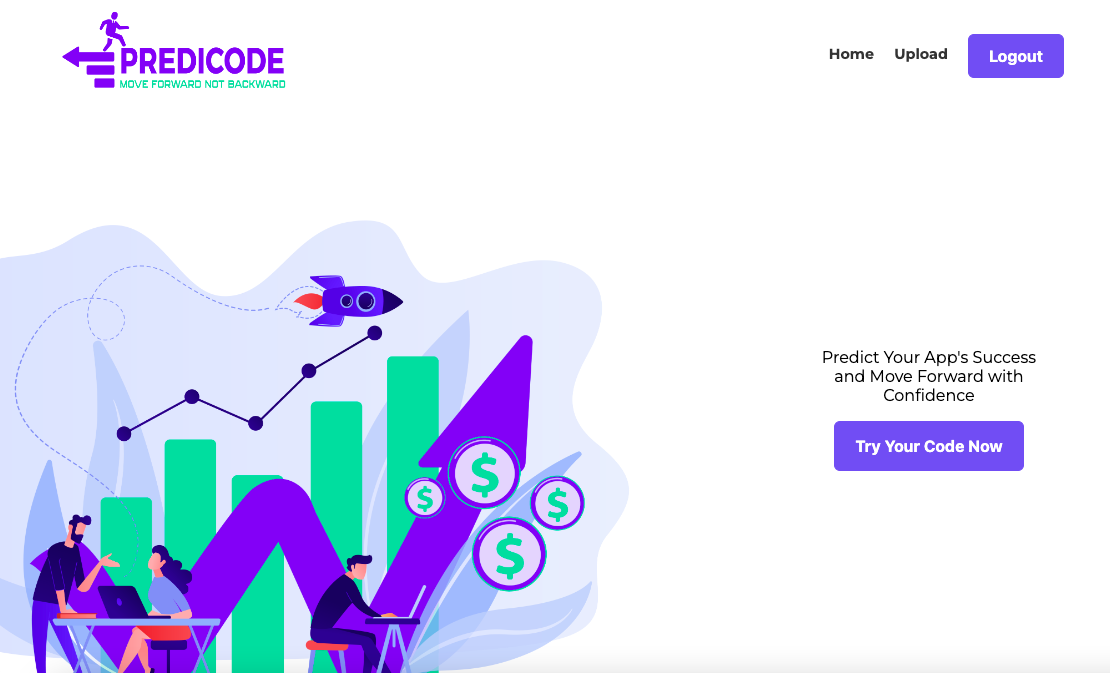 PREDICODE
MOVE FORWARD NOT BACKWARD
Home
Upload
Logout
Predict Your App's Success
and Move Forward with
Confidence
Try Your Code Now
$
$
$
$